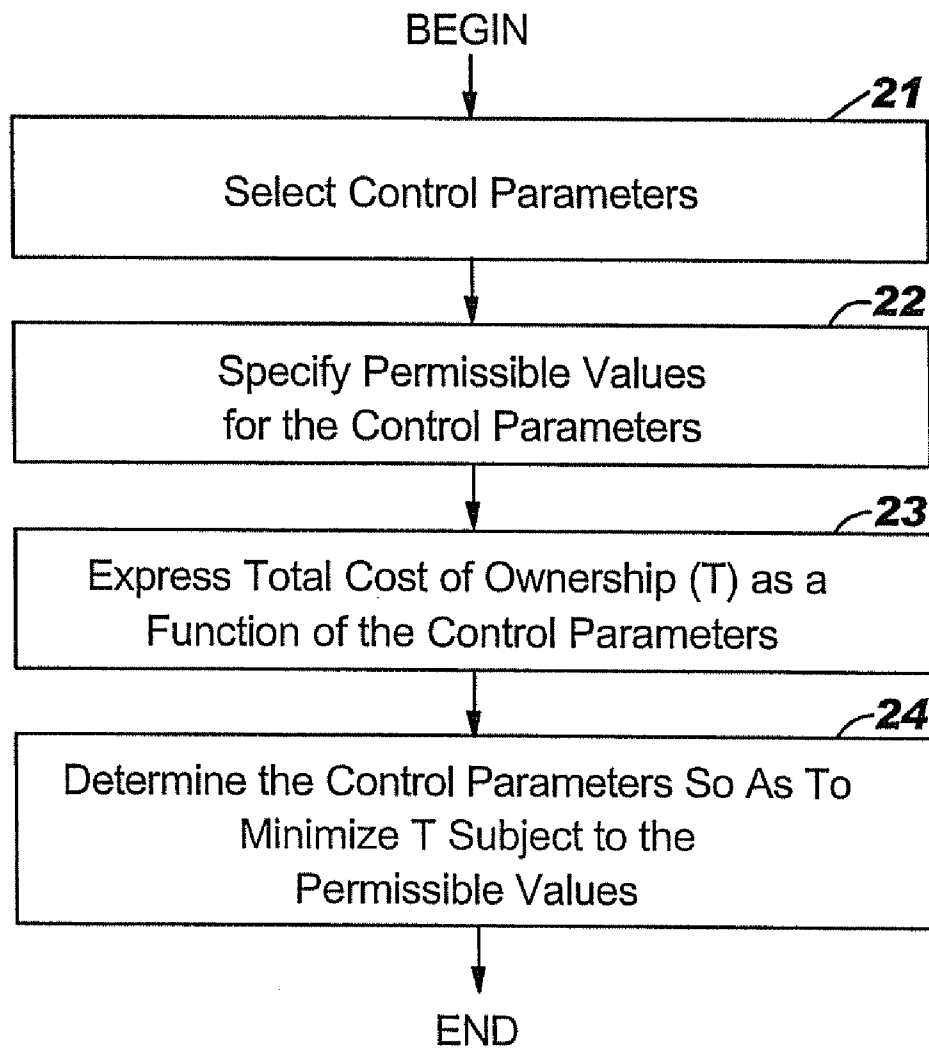 BEGIN
21
Select Control Parameters
22
Specify Permissible Values
for the Control Parameters
23
Express Total Cost of Ownership (T) as a
Function of the Control Parameters
24
Determine the Control Parameters So As To
Minimize T Subject to the
Permissible Values
END